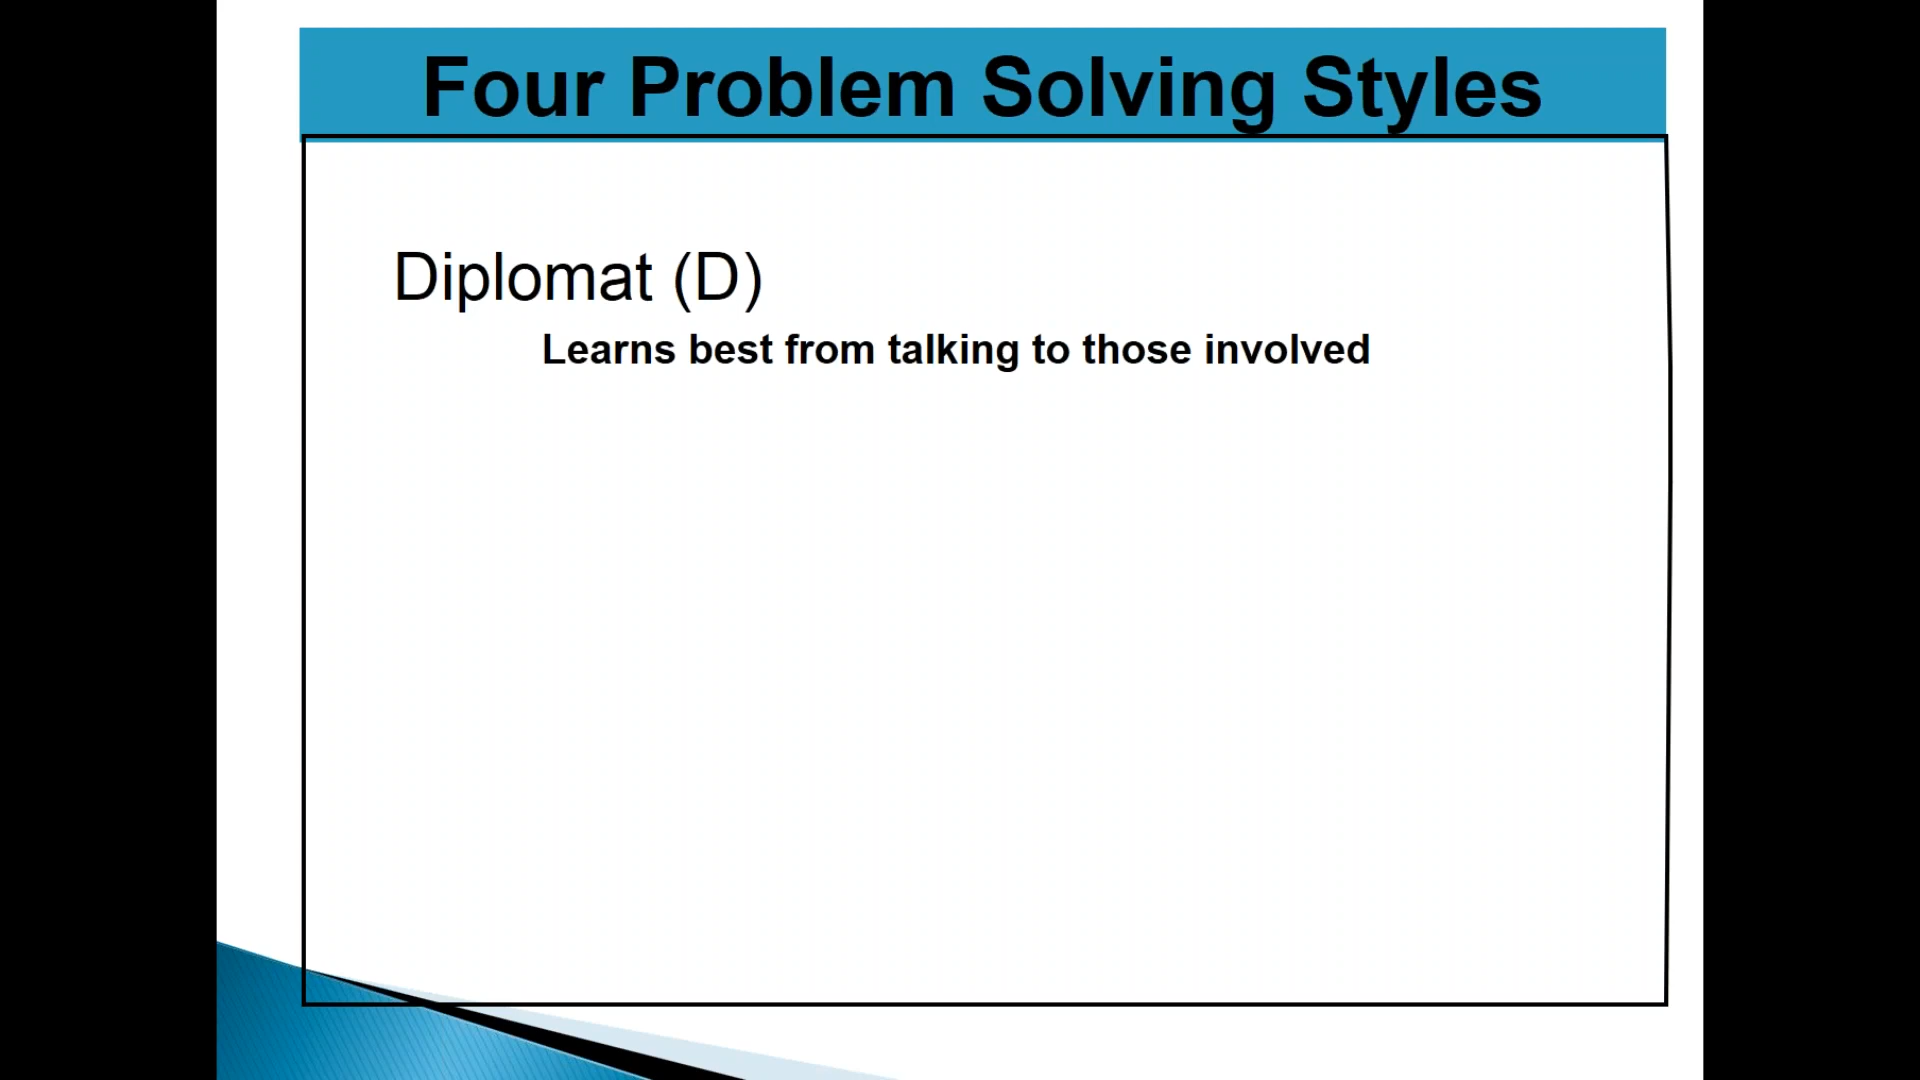 Four Problem Solving Styles
Diplomat (D)
Learns best from talking to those involved